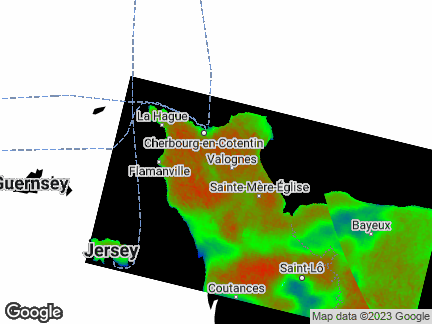 La Hague
Cherbourg-en-Cotentin
Valognes
Flamanville
Guernsey
Sainte-Mère-Église
Bayeux
Jersey
Saint-Lô
Coutances
Google
Map data ©2023 Google